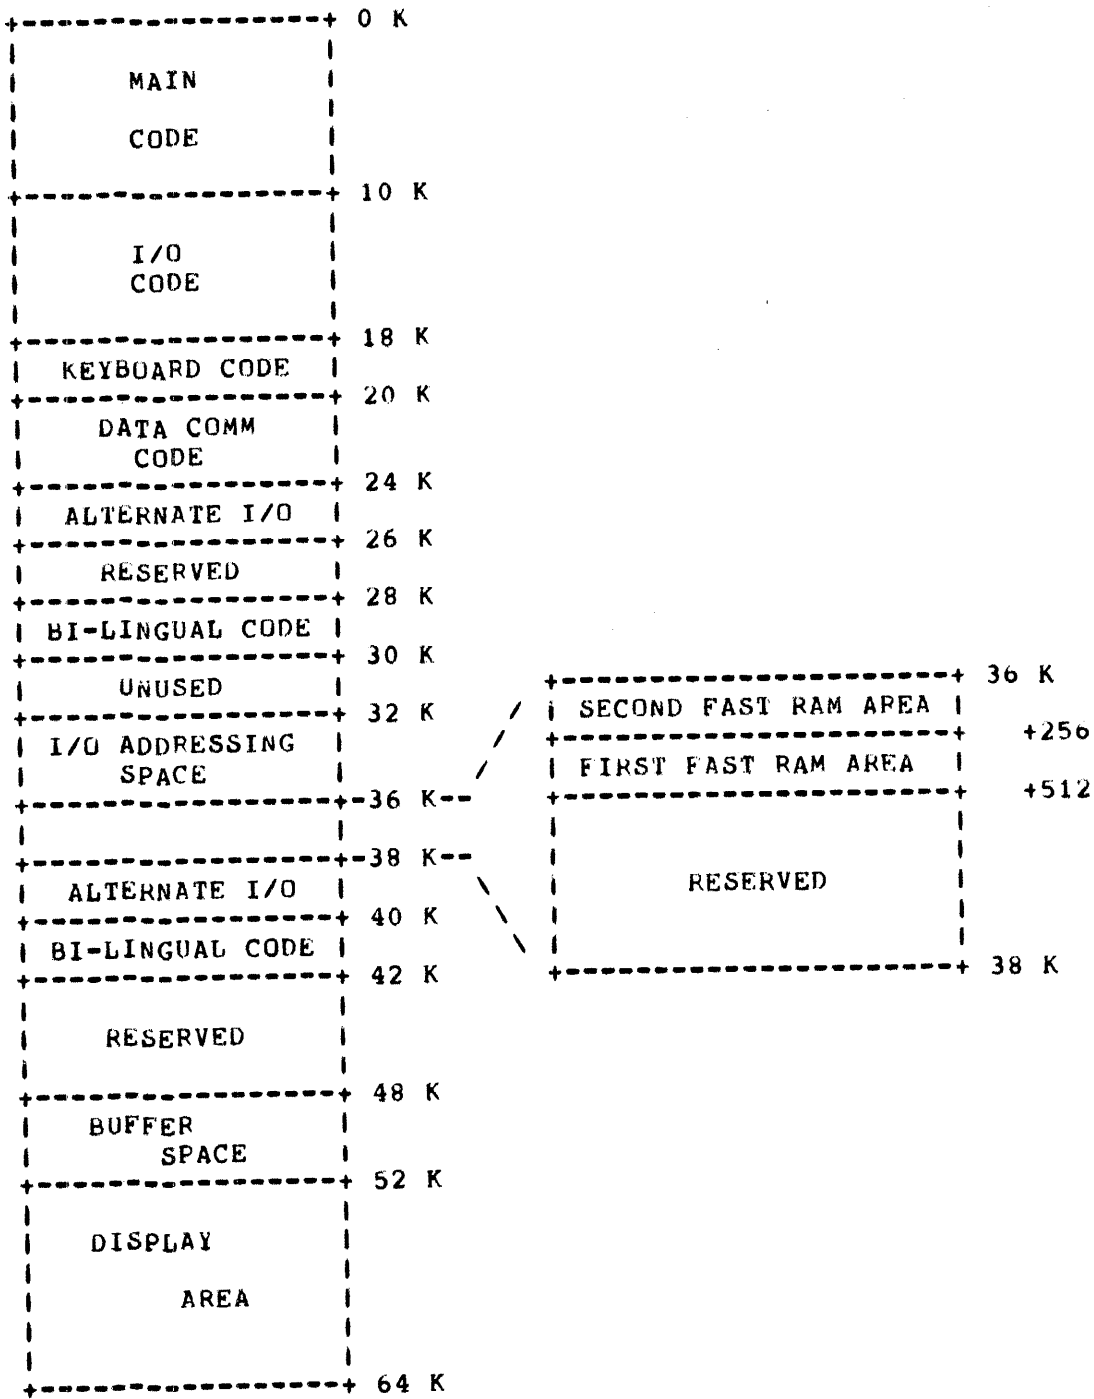 0 K
MAIN
CODE
10 K
I/O
CODE
18 K
KEYBOARD CODE
20 K
DATA COMM
CODE
24 K
ALTERNATE I/O
26 K
RESERVED
28 K
BI-LINGUAL CODE
30 K
UNUSED
32 K
I/O ADDRESSING
SPACE
36 K
38 K
ALTERNATE I/O
40 K
BI-LINGUAL CODE
42 K
RESERVED
48 K
BUFFER
SPACE
52 K
DISPLAY
AREA
64 K
36 K
SECOND FAST RAM AREA
+256
FIRST FAST RAM AREA
+512
RESERVED
38 K